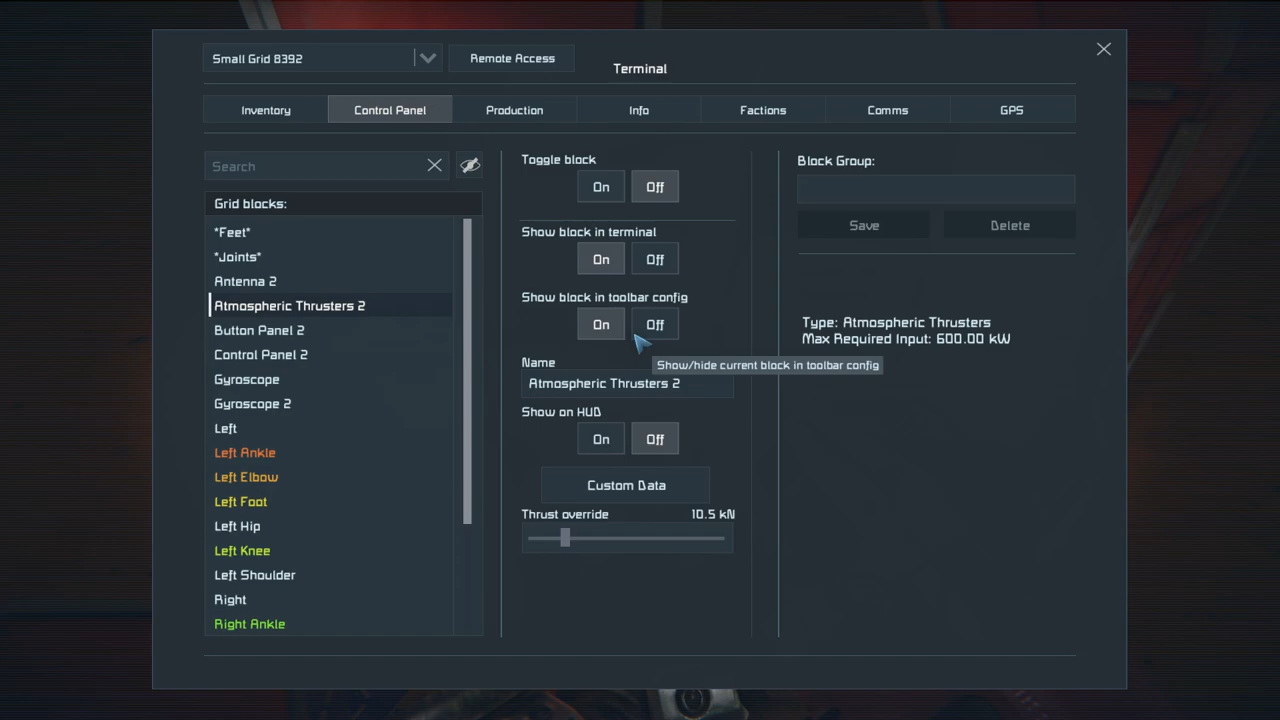 Small Grid 8392
Remote Access
Terminal
Inventory
Control Panel
Production
Info
Factions
Comms
GPS
Search
Grid blocks:
*Feet*
*Joints*
Antenna 2
Atmospheric Thrusters 2
Button Panel 2
Control Panel 2
Gyroscope
Gyroscope 2
Left
Left Ankle
Left Elbow
Left Foot
Left Hip
Left Knee
Left Shoulder
Right
Right Ankle
Toggle block
On Off
Show block in terminal
On Off
Show block in toolbar config
On Off
Show/hide current block in toolbar config
Name
Atmospheric Thrusters 2
Show on HUD
On Off
Custom Data
Thrust override 10.5 kN
Block Group:
Save Delete
Type: Atmospheric Thrusters
Max Required Input: 600.00 kW